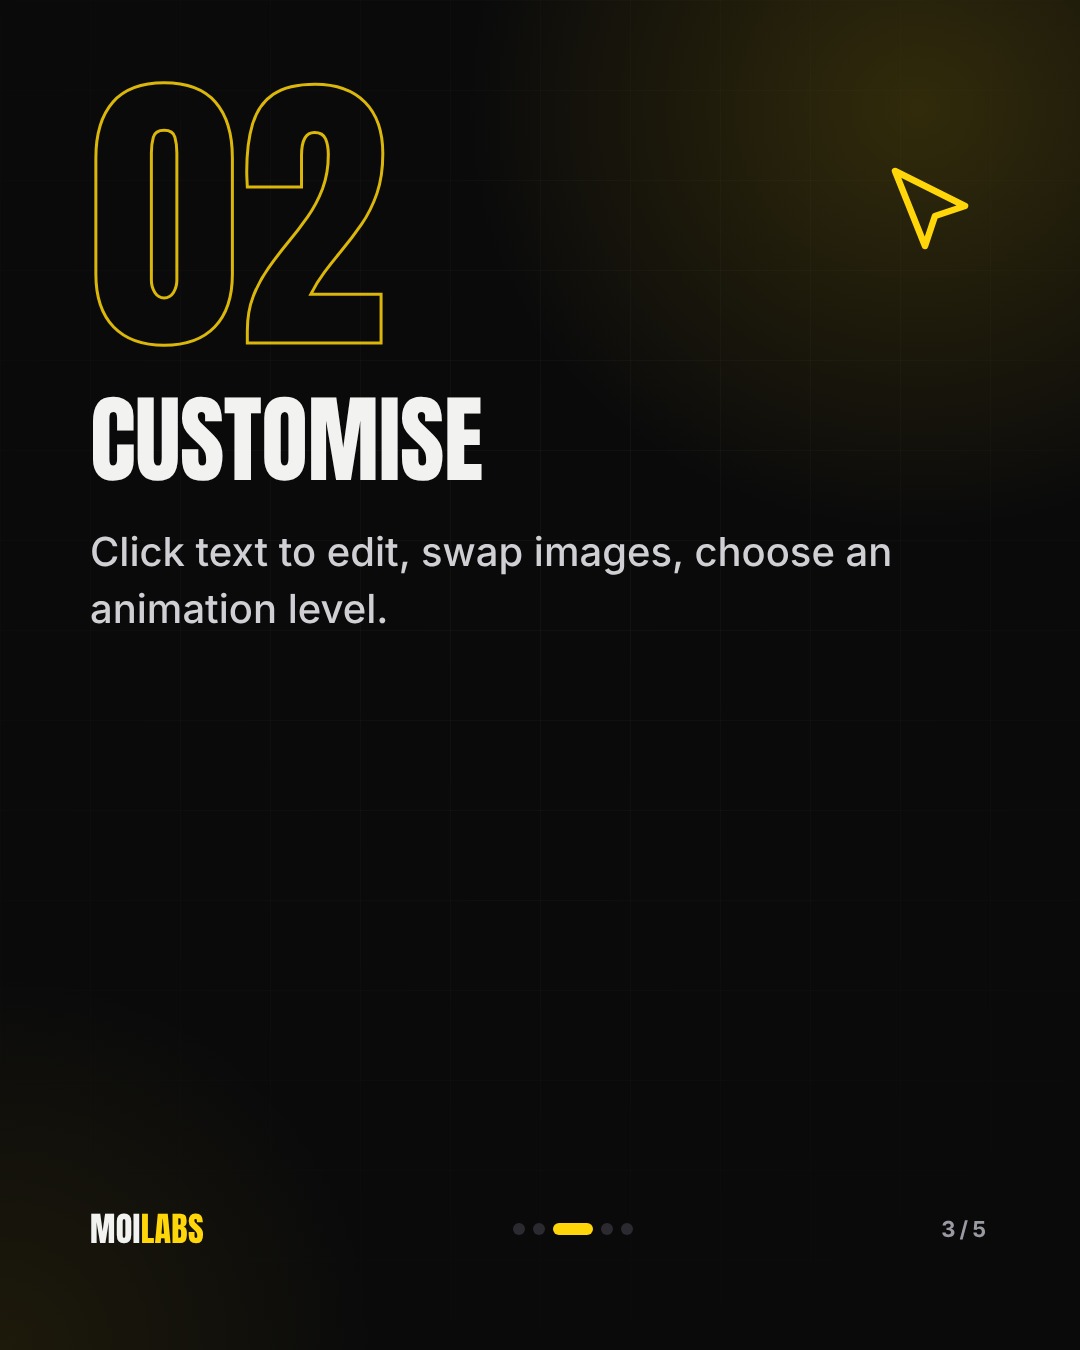 02
CUSTOMISE
Click text to edit, swap images, choose an
animation level.
MOILABS
3 / 5